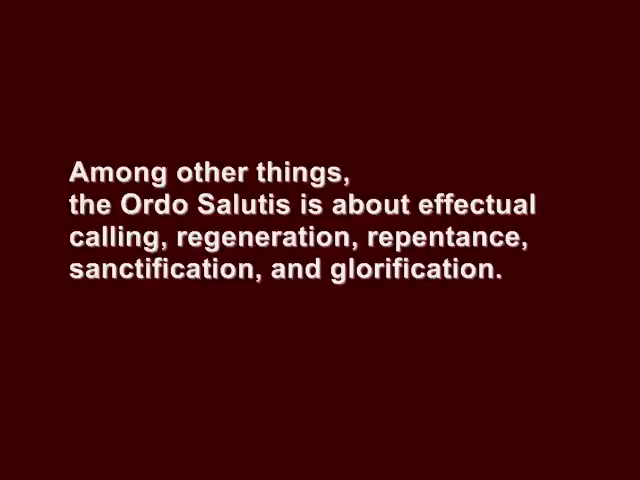 Among other things,
the Ordo Salutis is about effectual
calling, regeneration, repentance,
sanctification, and glorification.